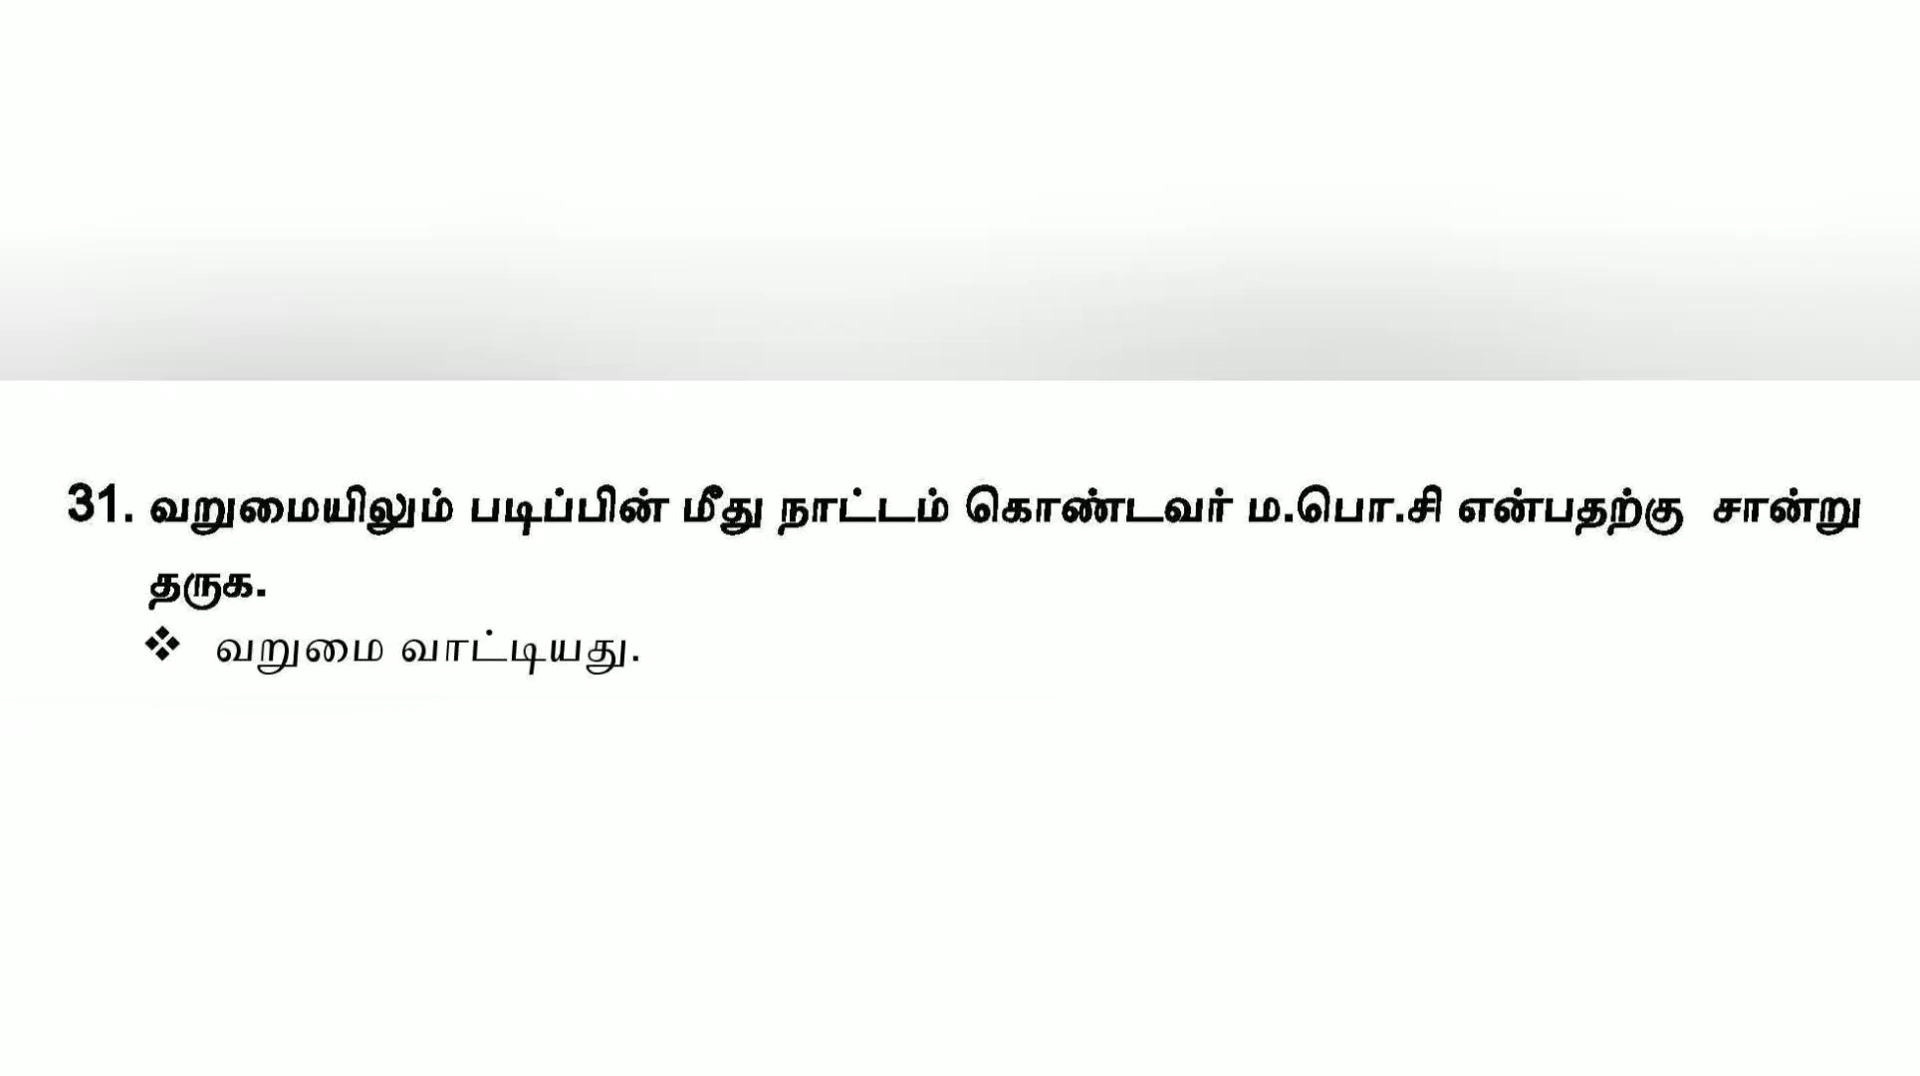 31. வறுமையிலும் படிப்பின் மீது நாட்டம் கொண்டவர் ம.பொ.சி என்பதற்கு சான்று
தருக.
❖ வறுமை வாட்டியது.